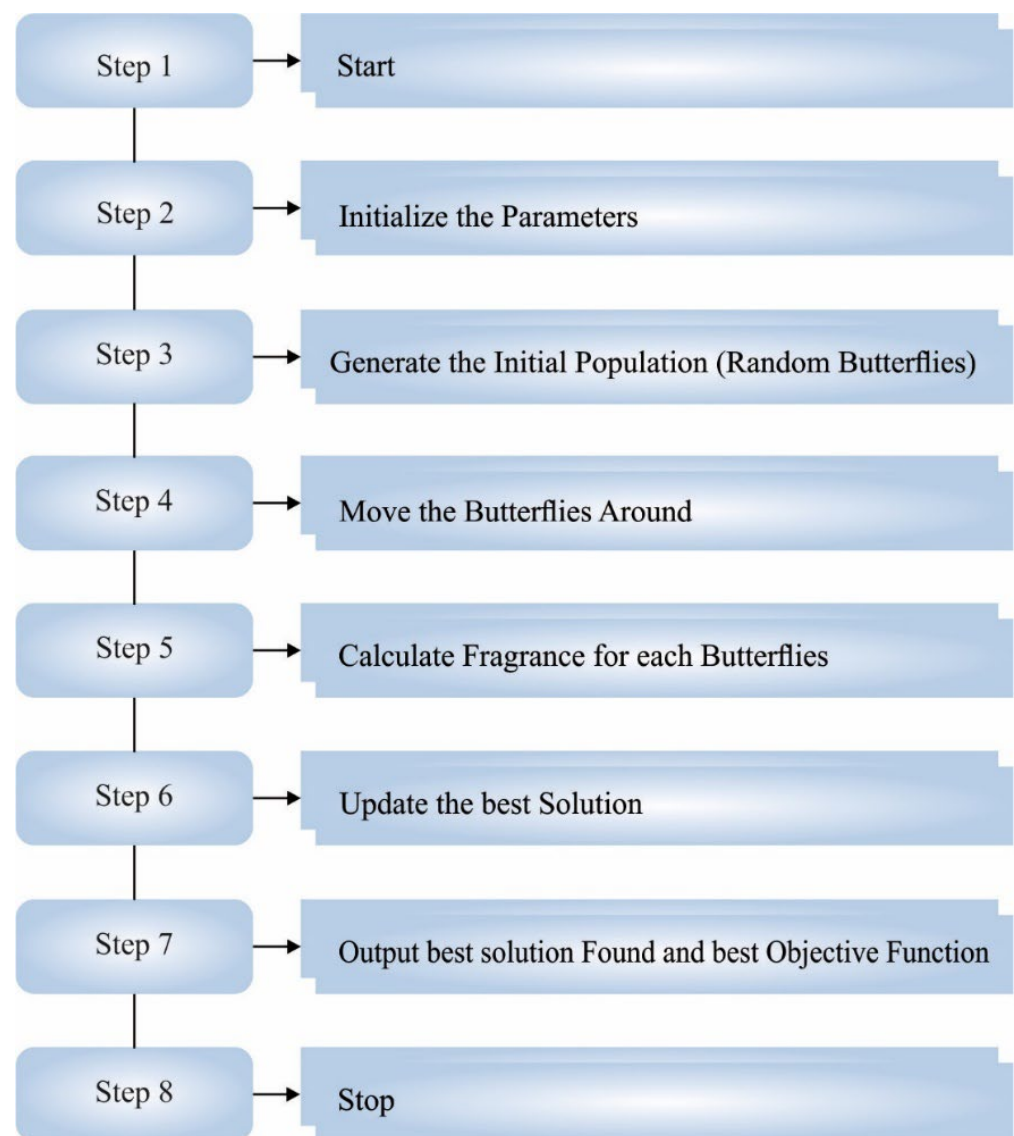 Step 1
Start
Step 2
Initialize the Parameters
Step 3
Generate the Initial Population (Random Butterflies)
Step 4
Move the Butterflies Around
Step 5
Calculate Fragrance for each Butterflies
Step 6
Update the best Solution
Step 7
Output best solution Found and best Objective Function
Step 8
Stop